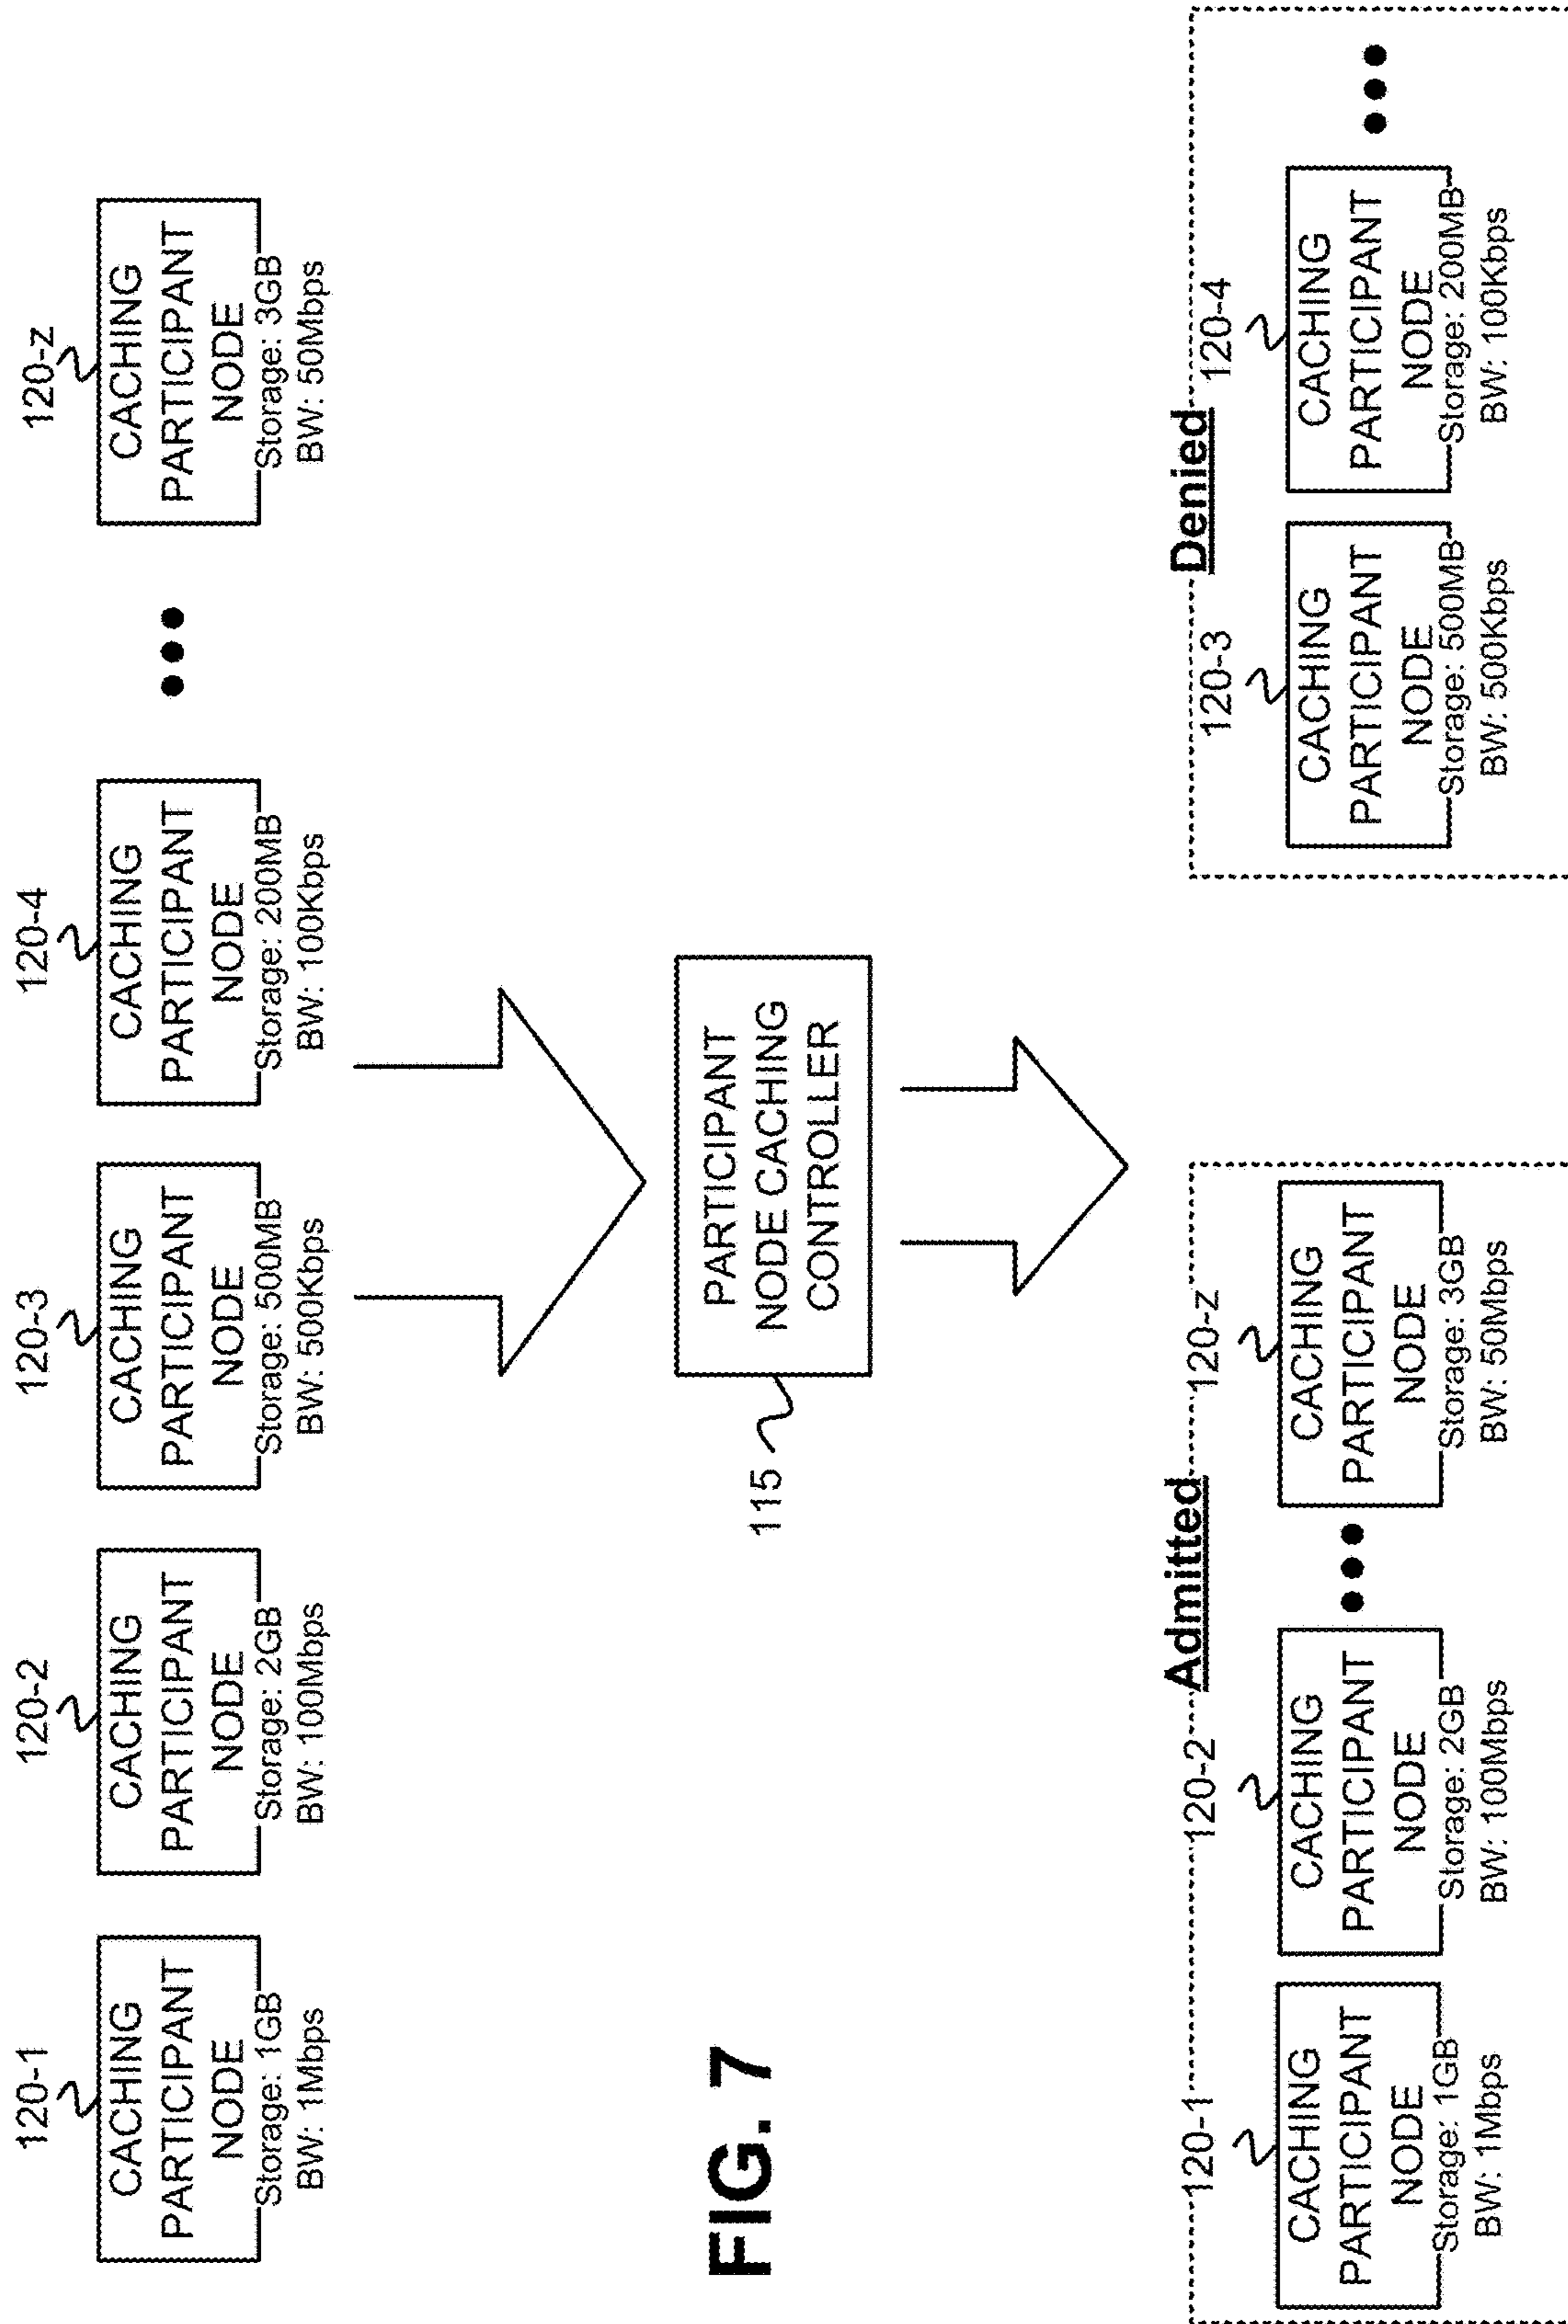 120-1
CACHING
PARTICIPANT
NODE
Storage: 1GB
BW: 1Mbps
120-2
CACHING
PARTICIPANT
NODE
Storage: 2GB
BW: 100Mbps
120-3
CACHING
PARTICIPANT
NODE
Storage: 500MB
BW: 500Kbps
120-4
CACHING
PARTICIPANT
NODE
Storage: 200MB
BW: 100Kbps
120-z
CACHING
PARTICIPANT
NODE
Storage: 3GB
BW: 50Mbps
FIG. 7
115
PARTICIPANT
NODE CACHING
CONTROLLER
Admitted
120-1
CACHING
PARTICIPANT
NODE
Storage: 1GB
BW: 1Mbps
120-2
CACHING
PARTICIPANT
NODE
Storage: 2GB
BW: 100Mbps
120-z
CACHING
PARTICIPANT
NODE
Storage: 3GB
BW: 50Mbps
Denied
120-3
CACHING
PARTICIPANT
NODE
Storage: 500MB
BW: 500Kbps
120-4
CACHING
PARTICIPANT
NODE
Storage: 200MB
BW: 100Kbps